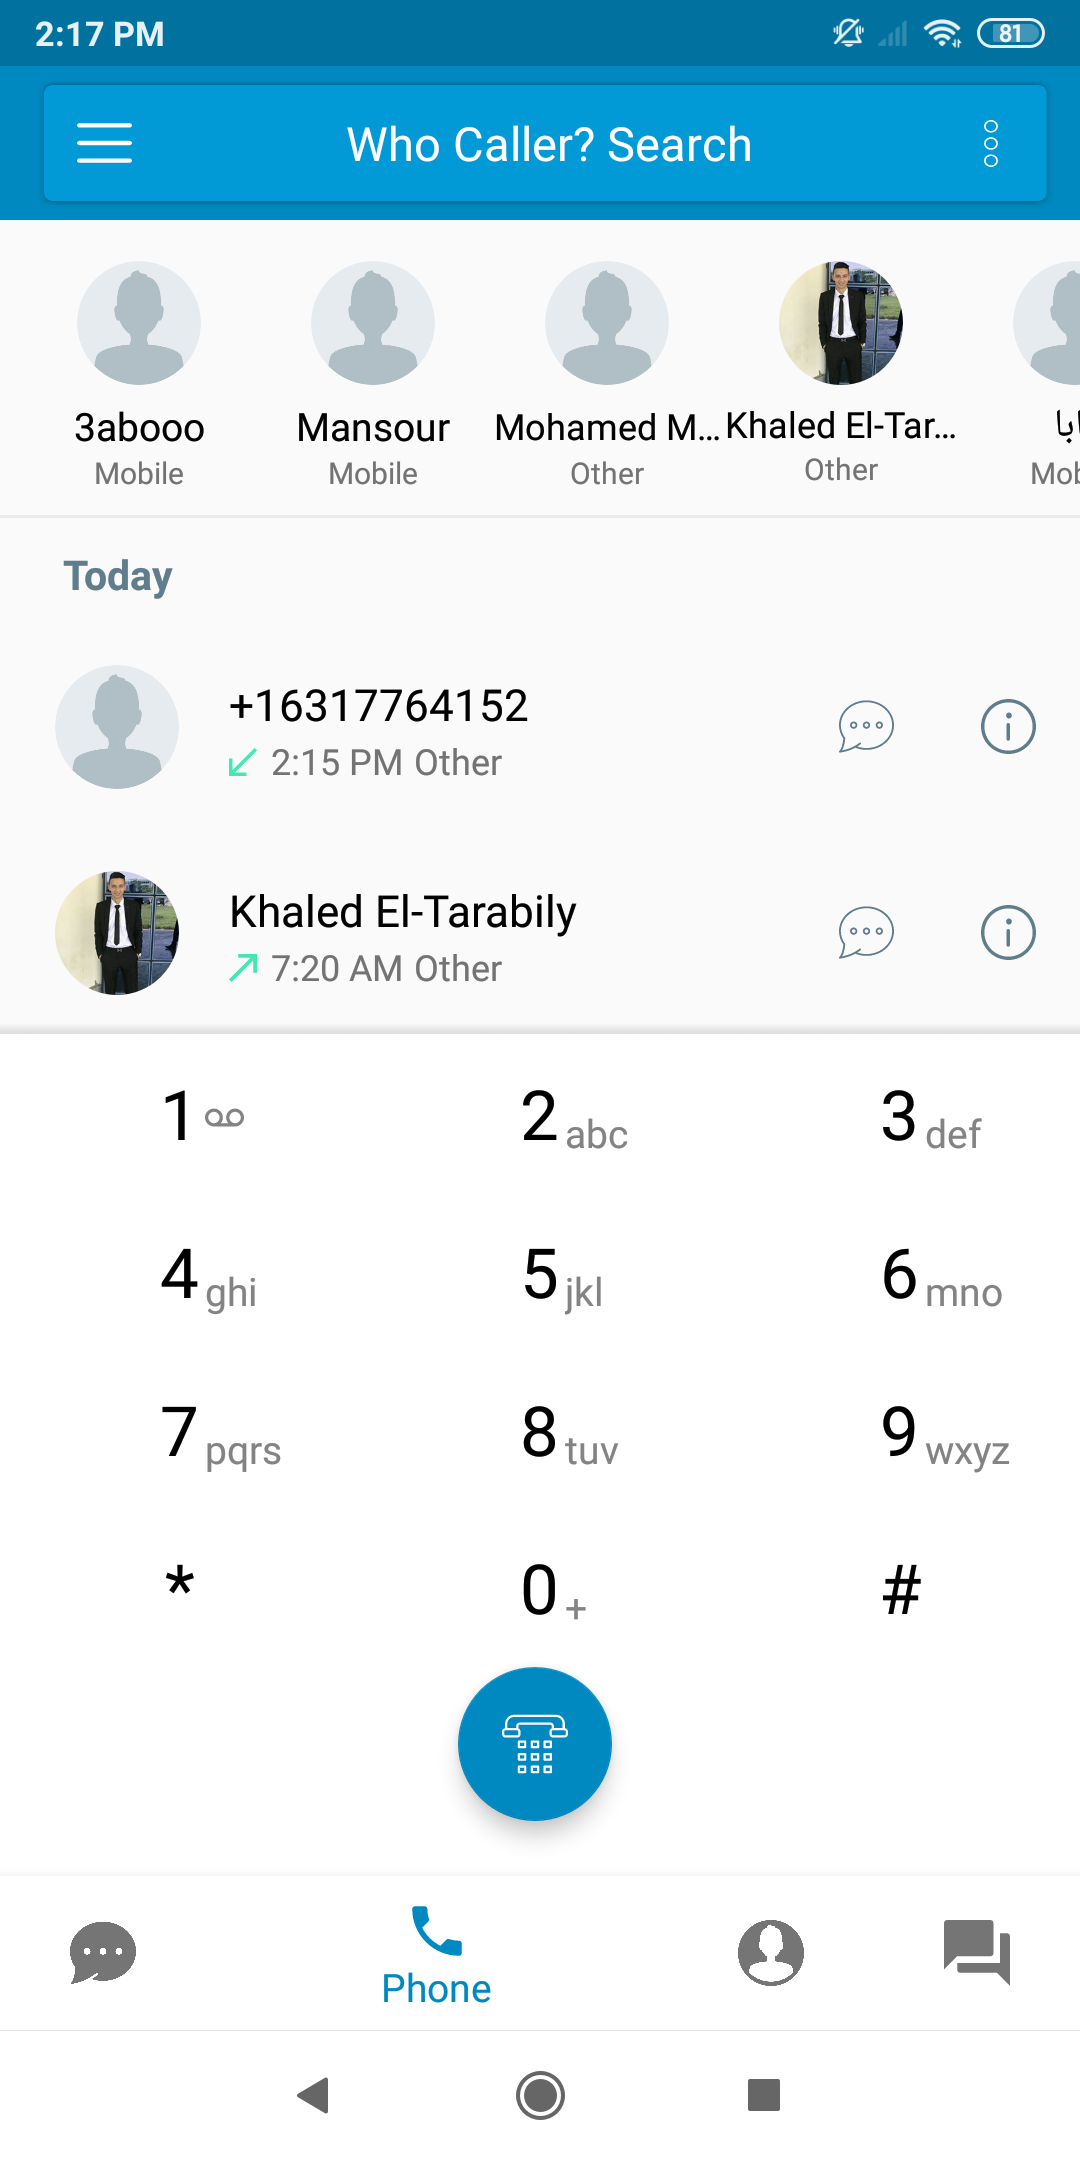 2:17 PM
81
Who Caller? Search
3abooo
Mansour
Mohamed M...
Khaled El-Tar...
Mobile
Mobile
Other
Other
Today
+16317764152
2:15 PM Other
Khaled El-Tarabily
7:20 AM Other
1
2 abc
3 def
4 ghi
5 jkl
6 mno
7 pqrs
8 tuv
9 wxyz
*
0 +
#
Phone